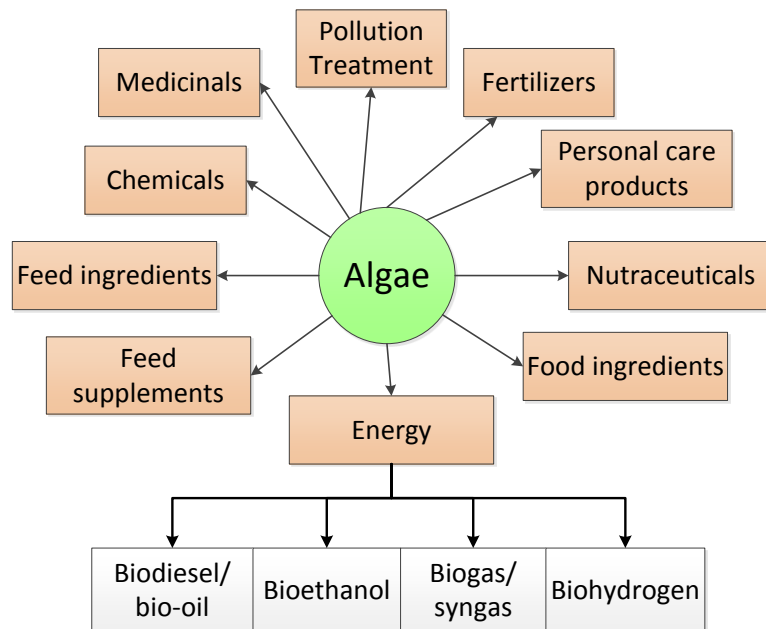 Pollution
Treatment
Medicinals
Fertilizers
Personal care
products
Chemicals
Algae
Feed ingredients
Nutraceuticals
Feed
supplements
Food ingredients
Energy
Biodiesel/
bio-oil
Bioethanol
Biogas/
syngas
Biohydrogen